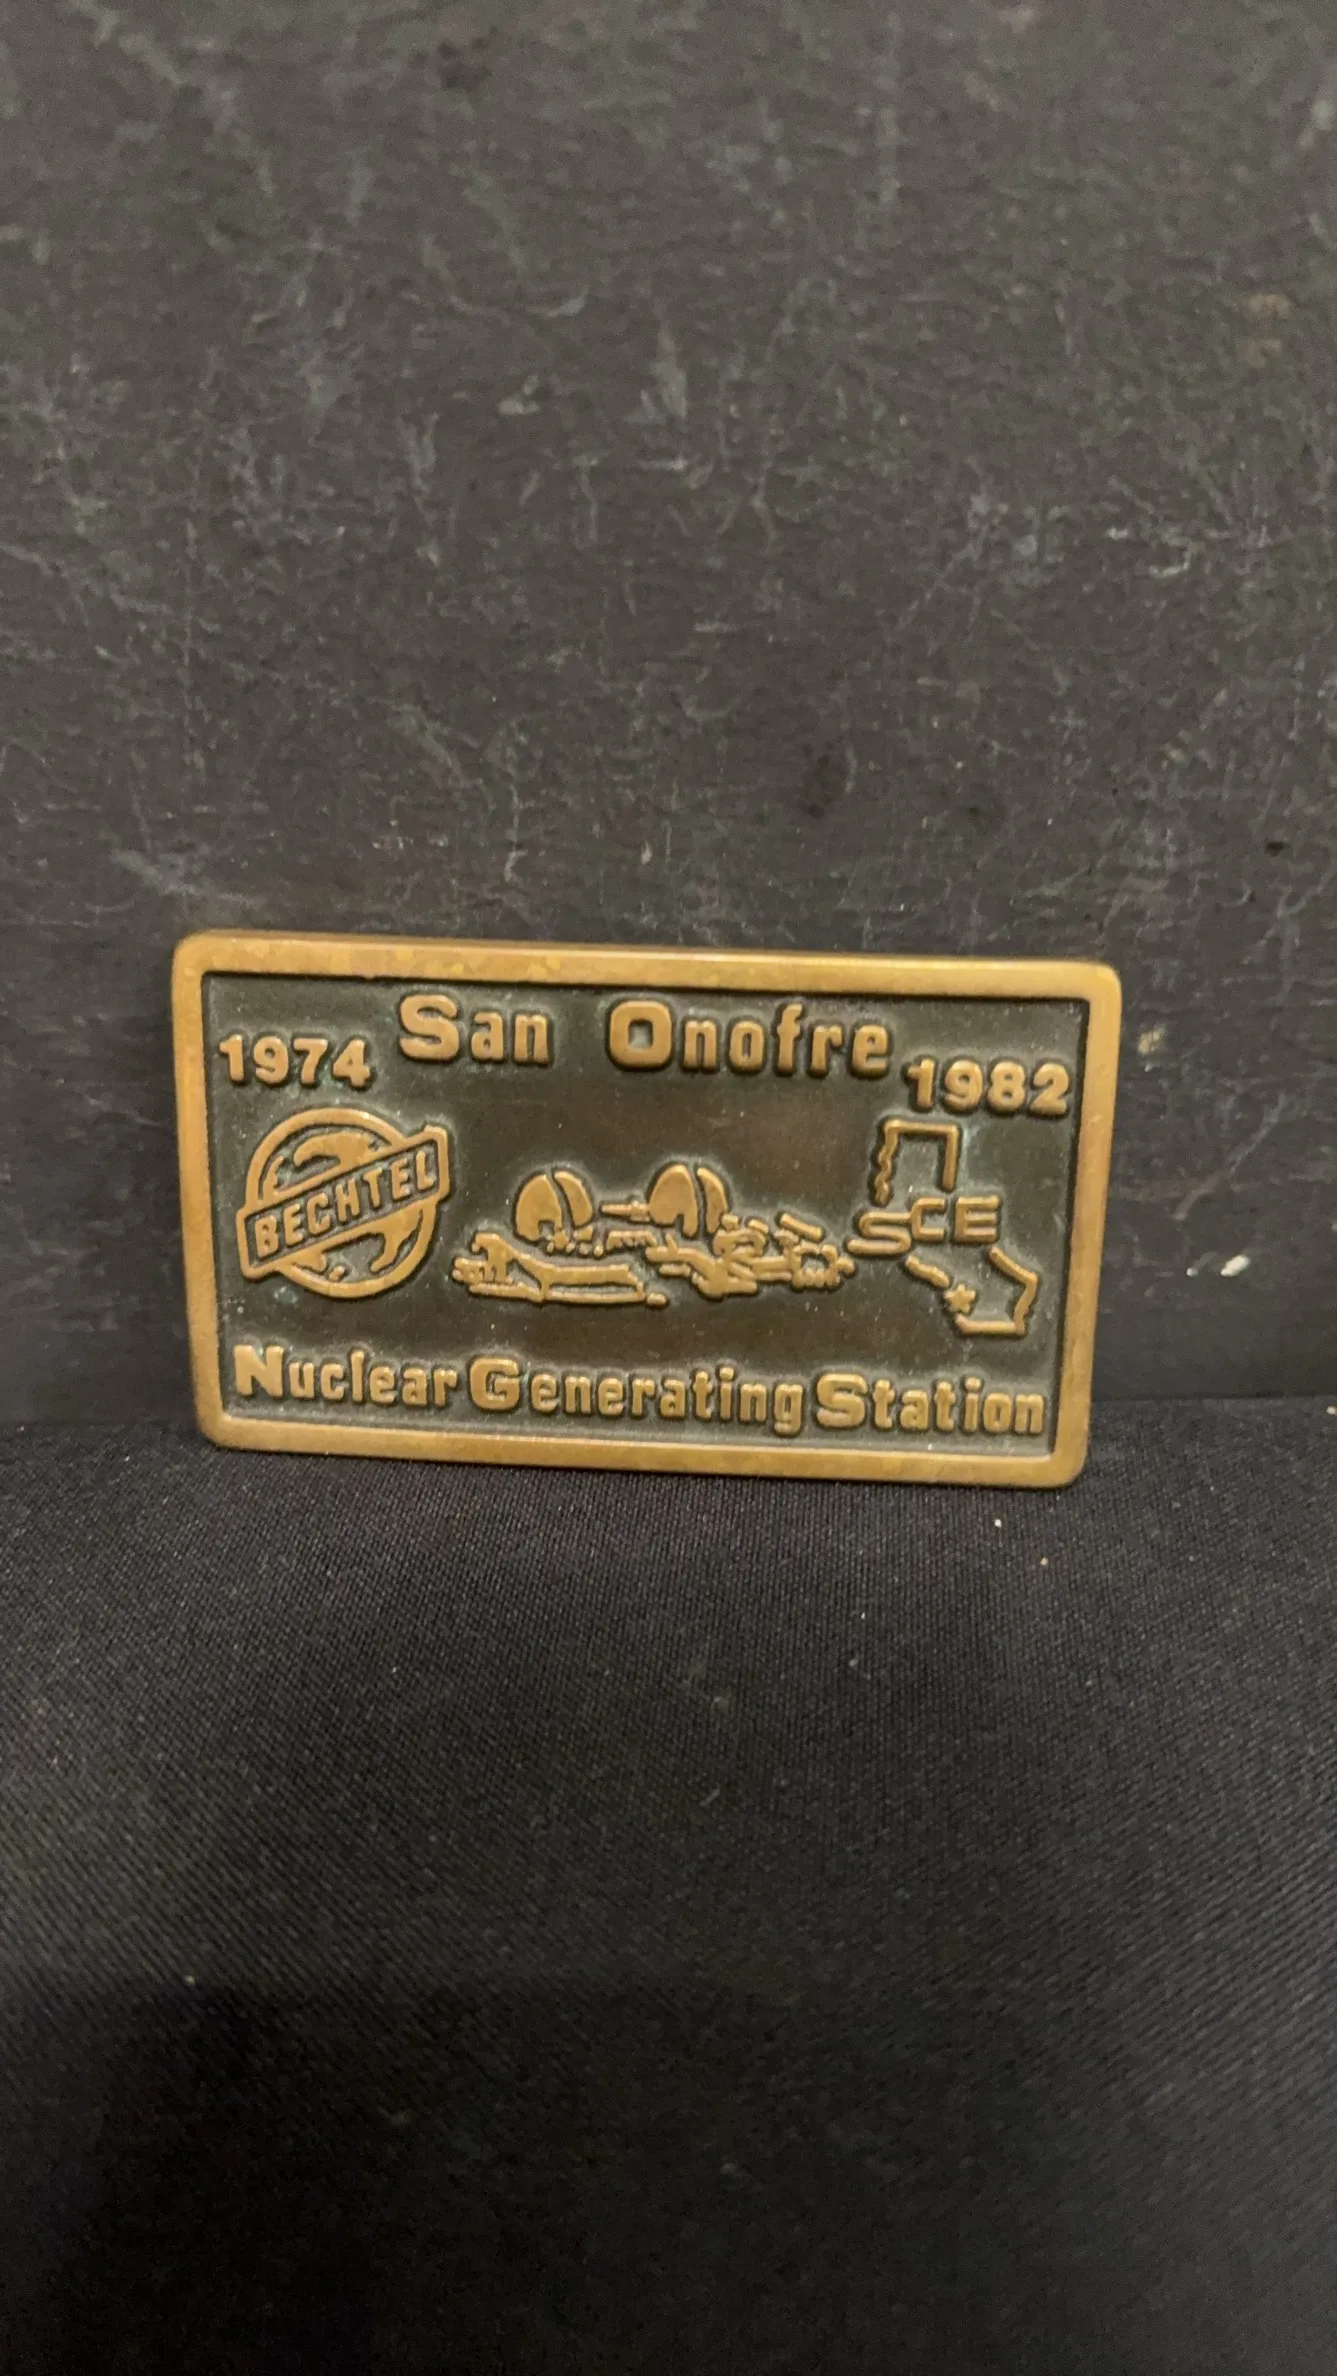 San Onofre
1974
1982
BECHTEL
SCE
Nuclear Generating Station